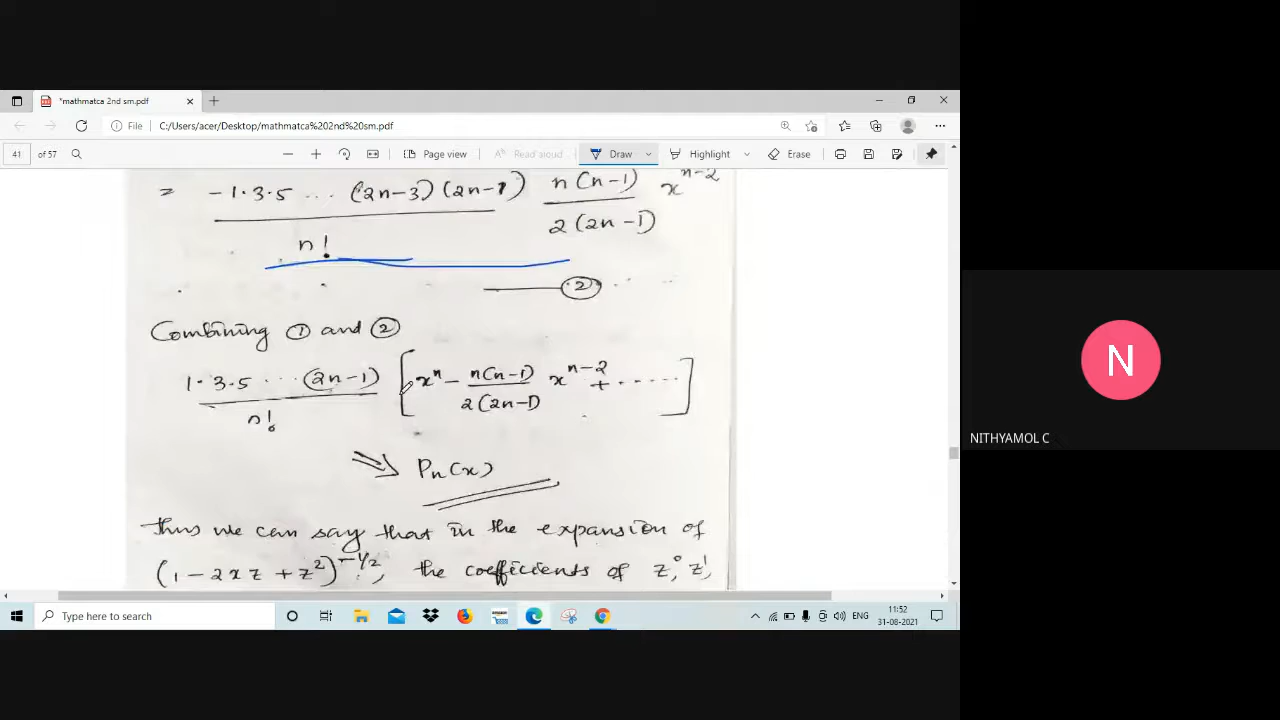 *mathmatca 2nd sm.pdf
File C:/Users/acer/Desktop/mathmatca%202nd%20sm.pdf
41 of 57 Page view Read aloud Draw Highlight Erase
= -1·3·5 ... (2n-3)(2n-1) / n! n(n-1) / 2(2n-1) x^{n-2}
②
Combining ① and ②
1·3·5 ... (2n-1) / n! [x^n - n(n-1) / 2(2n-1) x^{n-2} + ......]
⇒ Pn(x)
Thus we can say that in the expansion of
(1-2xz+z²)^{-1/2}, the coefficients of z⁰, z¹,
N
NITHYAMOL C
Type here to search
ENG
11:52
31-08-2021